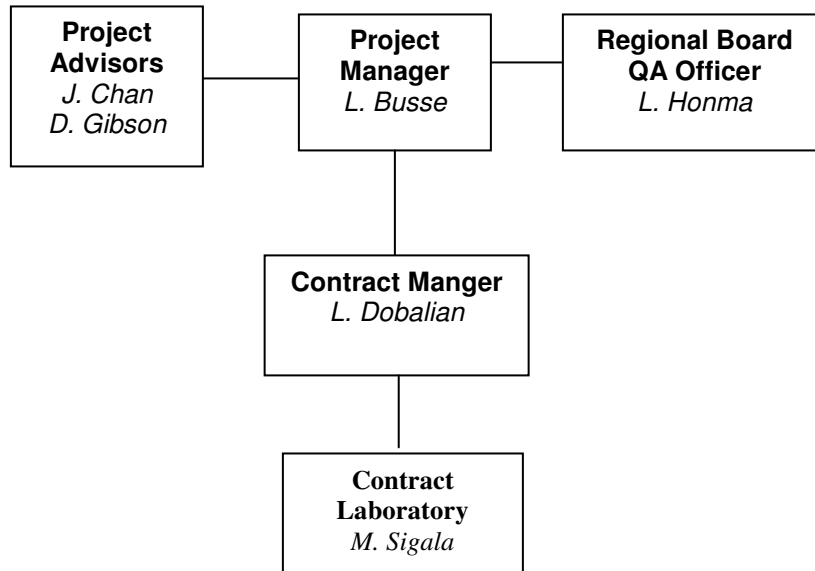 Project
Advisors
J. Chan
D. Gibson
Project
Manager
L. Busse
Regional Board
QA Officer
L. Honma
Contract Manger
L. Dobalian
Contract
Laboratory
M. Sigala